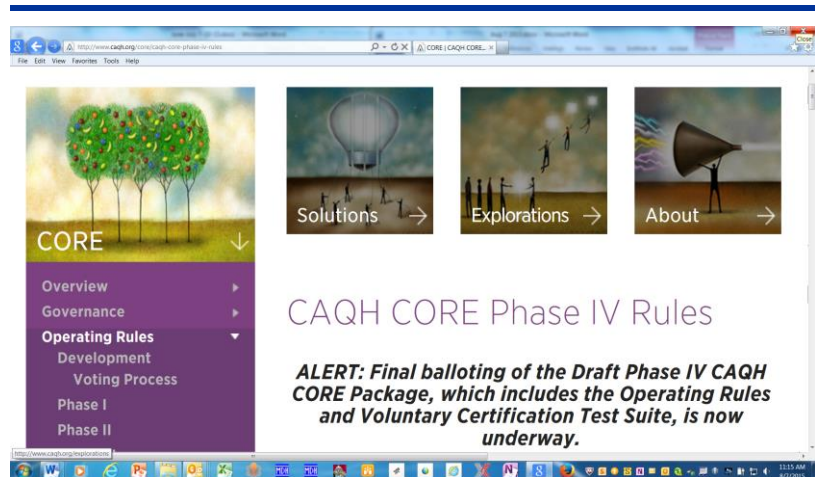 Close
http://www.caqh.org/core/caqh-core-phase-iv-rules
CORE | CAQH CORE...
File Edit View Favorites Tools Help
CORE
Solutions
Explorations
About
Overview
Governance
Operating Rules
Development
Voting Process
Phase I
Phase II
CAQH CORE Phase IV Rules
ALERT: Final balloting of the Draft Phase IV CAQH
CORE Package, which includes the Operating Rules
and Voluntary Certification Test Suite, is now
underway.
http://www.caqh.org/explorations
11:15 AM